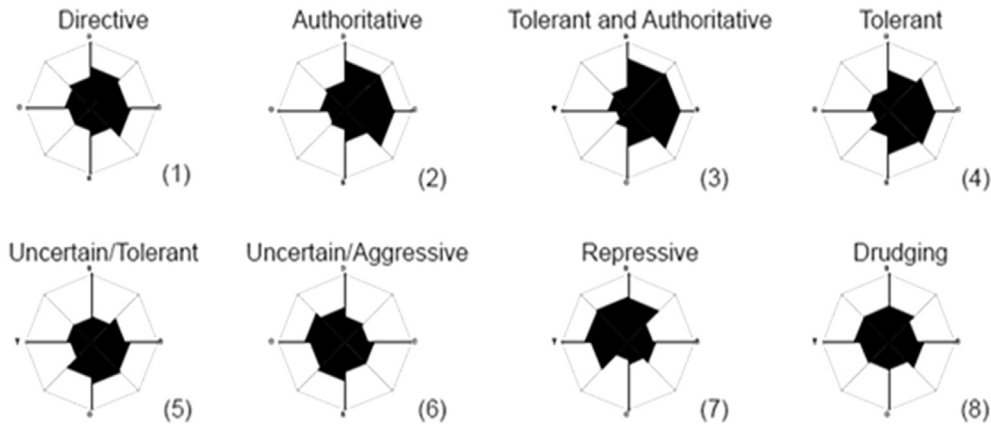 Directive
Authoritative
Tolerant and Authoritative
Tolerant
(1)
(2)
(3)
(4)
Uncertain/Tolerant
Uncertain/Aggressive
Repressive
Drudging
(5)
(6)
(7)
(8)